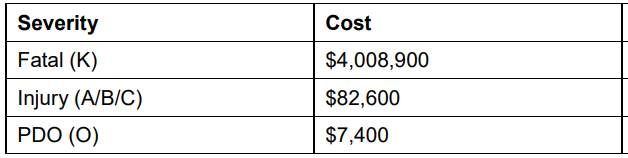 Severity Cost
Fatal (K) $4,008,900
Injury (A/B/C) $82,600
PDO (O) $7,400